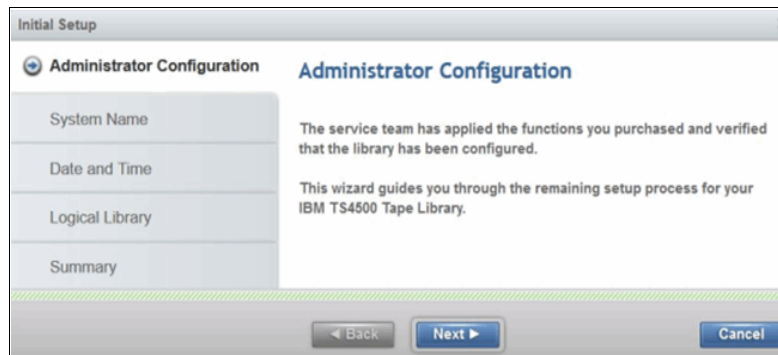 Initial Setup
Administrator Configuration
System Name
Date and Time
Logical Library
Summary
Administrator Configuration
The service team has applied the functions you purchased and verified
that the library has been configured.
This wizard guides you through the remaining setup process for your
IBM TS4500 Tape Library.
◄ Back
Next ►
Cancel